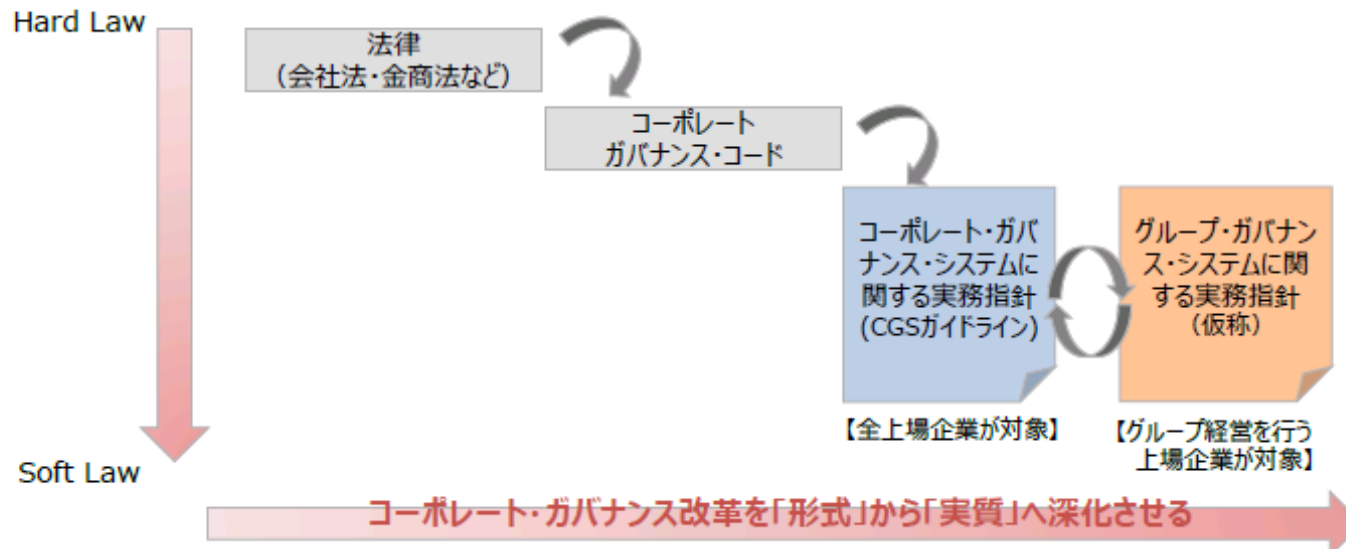 Hard Law
法律
（会社法・金商法など）
コーポレート
ガバナンス・コード
コーポレート・ガバ
ナンス・システムに
関する実務指針
(CGSガイドライン)
グループ・ガバナン
ス・システムに関
する実務指針
（仮称）
【全上場企業が対象】
【グループ経営を行う
上場企業が対象】
Soft Law
コーポレート・ガバナンス改革を「形式」から「実質」へ深化させる